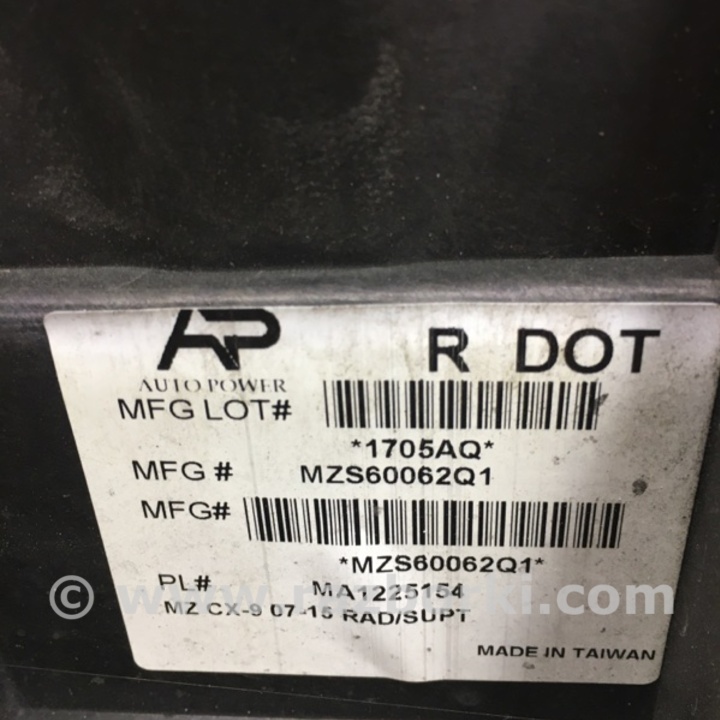 AP R DOT
AUTO POWER
MFG LOT#
*1705AQ*
MFG # MZS60062Q1
MFG#
*MZS60062Q1*
PL# MA1225154
MZ CX-9 07-15 RAD/SUPT
MADE IN TAIWAN